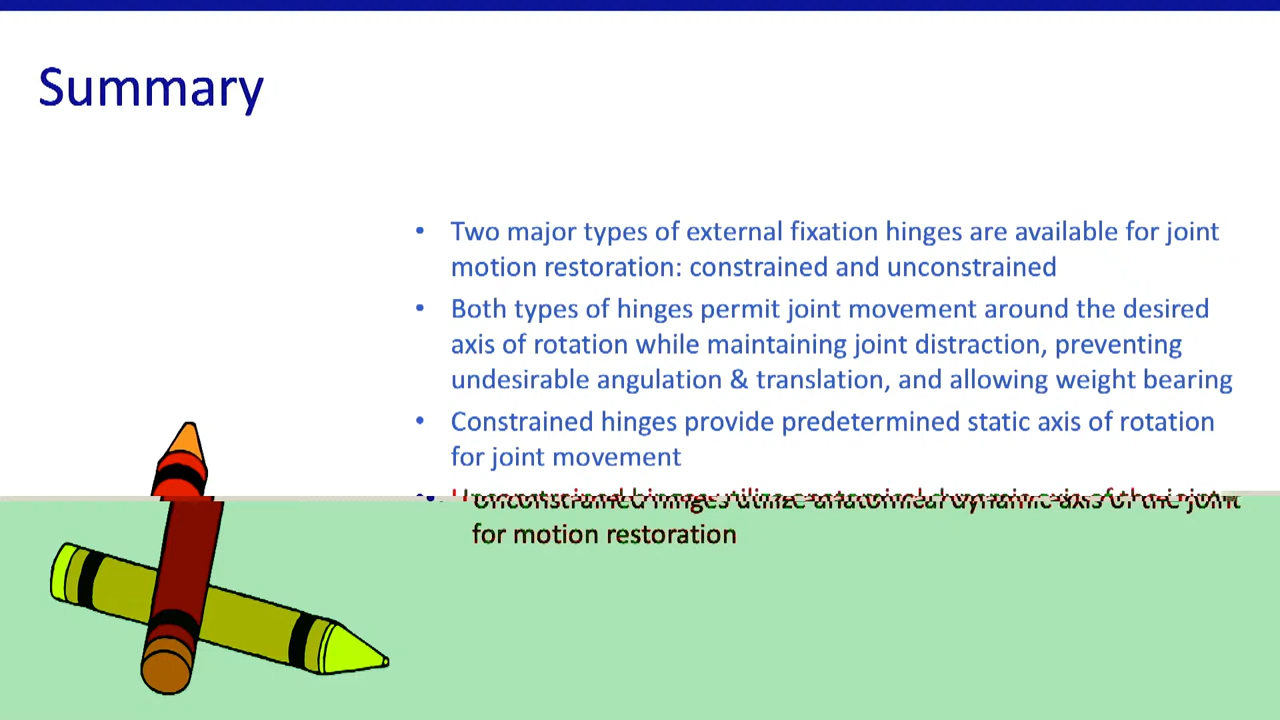 Summary
• Two major types of external fixation hinges are available for joint
motion restoration: constrained and unconstrained
• Both types of hinges permit joint movement around the desired
axis of rotation while maintaining joint distraction, preventing
undesirable angulation & translation, and allowing weight bearing
• Constrained hinges provide predetermined static axis of rotation
for joint movement
• Unconstrained hinges utilize anatomical dynamic axis of the joint
for motion restoration